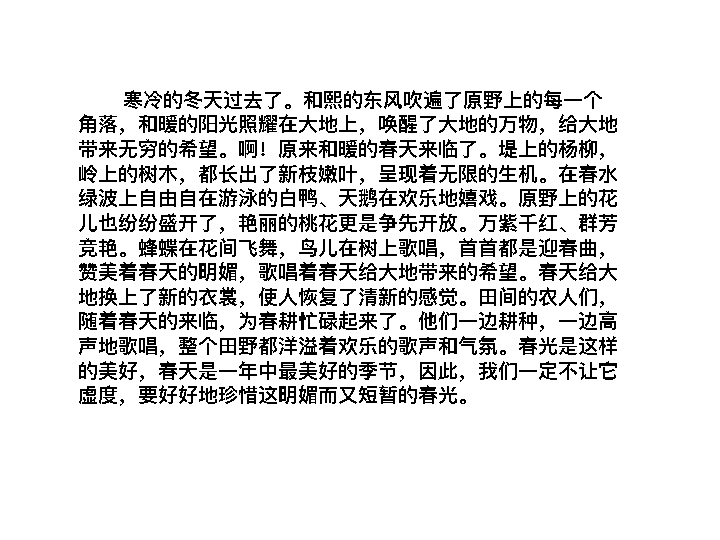 寒冷的冬天过去了。和熙的东风吹遍了原野上的每一个
角落，和暖的阳光照耀在大地上，唤醒了大地的万物，给大地
带来无穷的希望。啊！原来和暖的春天来临了。堤上的杨柳，
岭上的树木，都长出了新枝嫩叶，呈现着无限的生机。在春水
绿波上自由自在游泳的白鸭、天鹅在欢乐地嬉戏。原野上的花
儿也纷纷盛开了，艳丽的桃花更是争先开放。万紫千红、群芳
竞艳。蜂蝶在花间飞舞，鸟儿在树上歌唱，首首都是迎春曲，
赞美着春天的明媚，歌唱着春天给大地带来的希望。春天给大
地换上了新的衣裳，使人恢复了清新的感觉。田间的农人们，
随着春天的来临，为春耕忙碌起来了。他们一边耕种，一边高
声地歌唱，整个田野都洋溢着欢乐的歌声和气氛。春光是这样
的美好，春天是一年中最美好的季节，因此，我们一定不让它
虚度，要好好地珍惜这明媚而又短暂的春光。